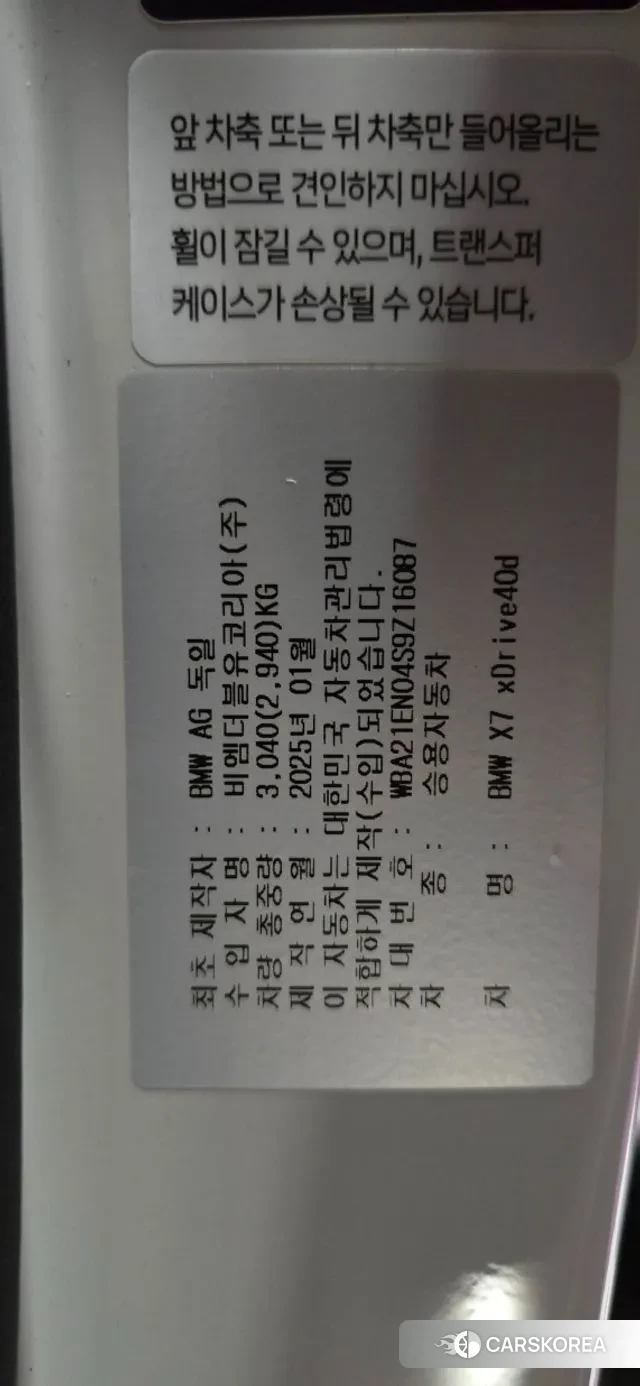 앞 차축 또는 뒤 차축만 들어올리는
방법으로 견인하지 마십시오.
휠이 잠길 수 있으며, 트랜스퍼
케이스가 손상될 수 있습니다.
최초 제작자 : BMW AG 독일
수 입 자 명 : 비엠더블유코리아(주)
차량 총중량 : 3,040(2,940)KG
제 작 연 월 : 2025년 01월
이 자동차는 대한민국 자동차관리법령에
적합하게 제작(수입)되었습니다.
차 대 번 호 : WBA21EN04S9Z16087
차 종 : 승용자동차
차 명 : BMW X7 xDrive40d
CARSKOREA